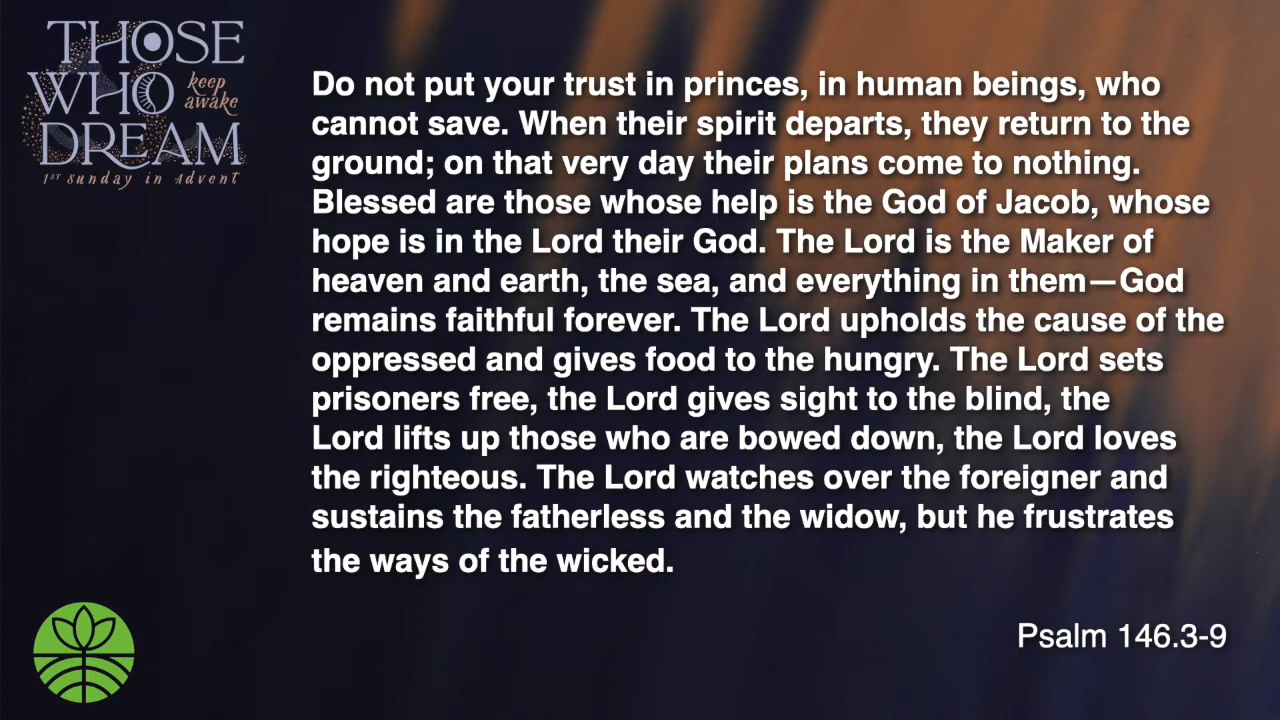 THOSE
WHO keep awake
DREAM
1ST Sunday in Advent
Do not put your trust in princes, in human beings, who
cannot save. When their spirit departs, they return to the
ground; on that very day their plans come to nothing.
Blessed are those whose help is the God of Jacob, whose
hope is in the Lord their God. The Lord is the Maker of
heaven and earth, the sea, and everything in them—God
remains faithful forever. The Lord upholds the cause of the
oppressed and gives food to the hungry. The Lord sets
prisoners free, the Lord gives sight to the blind, the
Lord lifts up those who are bowed down, the Lord loves
the righteous. The Lord watches over the foreigner and
sustains the fatherless and the widow, but he frustrates
the ways of the wicked.
Psalm 146.3-9